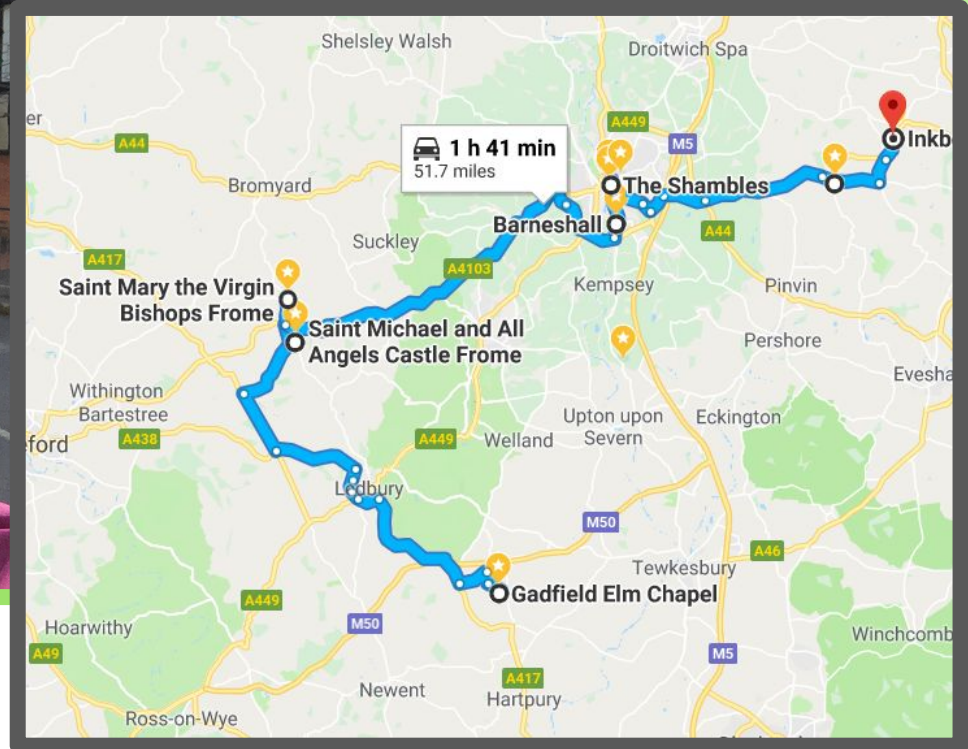 Shelsley Walsh
Droitwich Spa
er
A44
A449
M5
1 h 41 min
51.7 miles
Inkb
Bromyard
The Shambles
Barneshall
Suckley
A44
A417
A4103
Kempsey
Pinvin
Saint Mary the Virgin
Bishops Frome
Saint Michael and All
Angels Castle Frome
Pershore
Evesha
Withington
Bartestree
Upton upon
Severn
Eckington
ford
A438
A449
Welland
Ledbury
M50
A46
Tewkesbury
Gadfield Elm Chapel
A449
M50
Hoarwithy
Winchcomb
A49
M5
A417
Newent
Hartpury
Ross-on-Wye